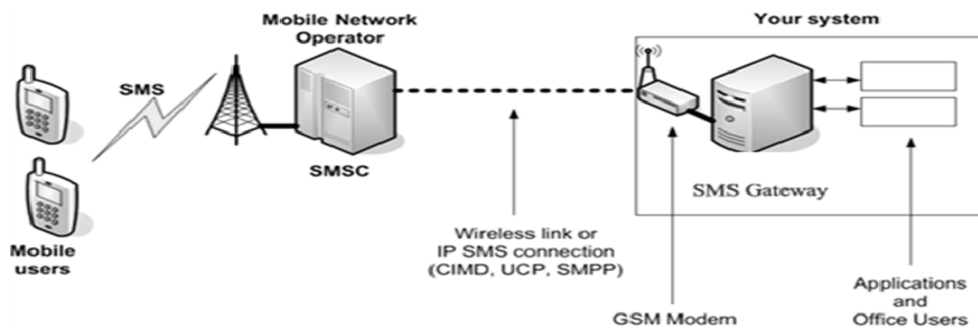 Mobile Network
Operator
Your system
SMS
SMSC
SMS Gateway
Mobile
users
Wireless link or
IP SMS connection
(CIMD, UCP, SMPP)
GSM Modem
Applications
and
Office Users